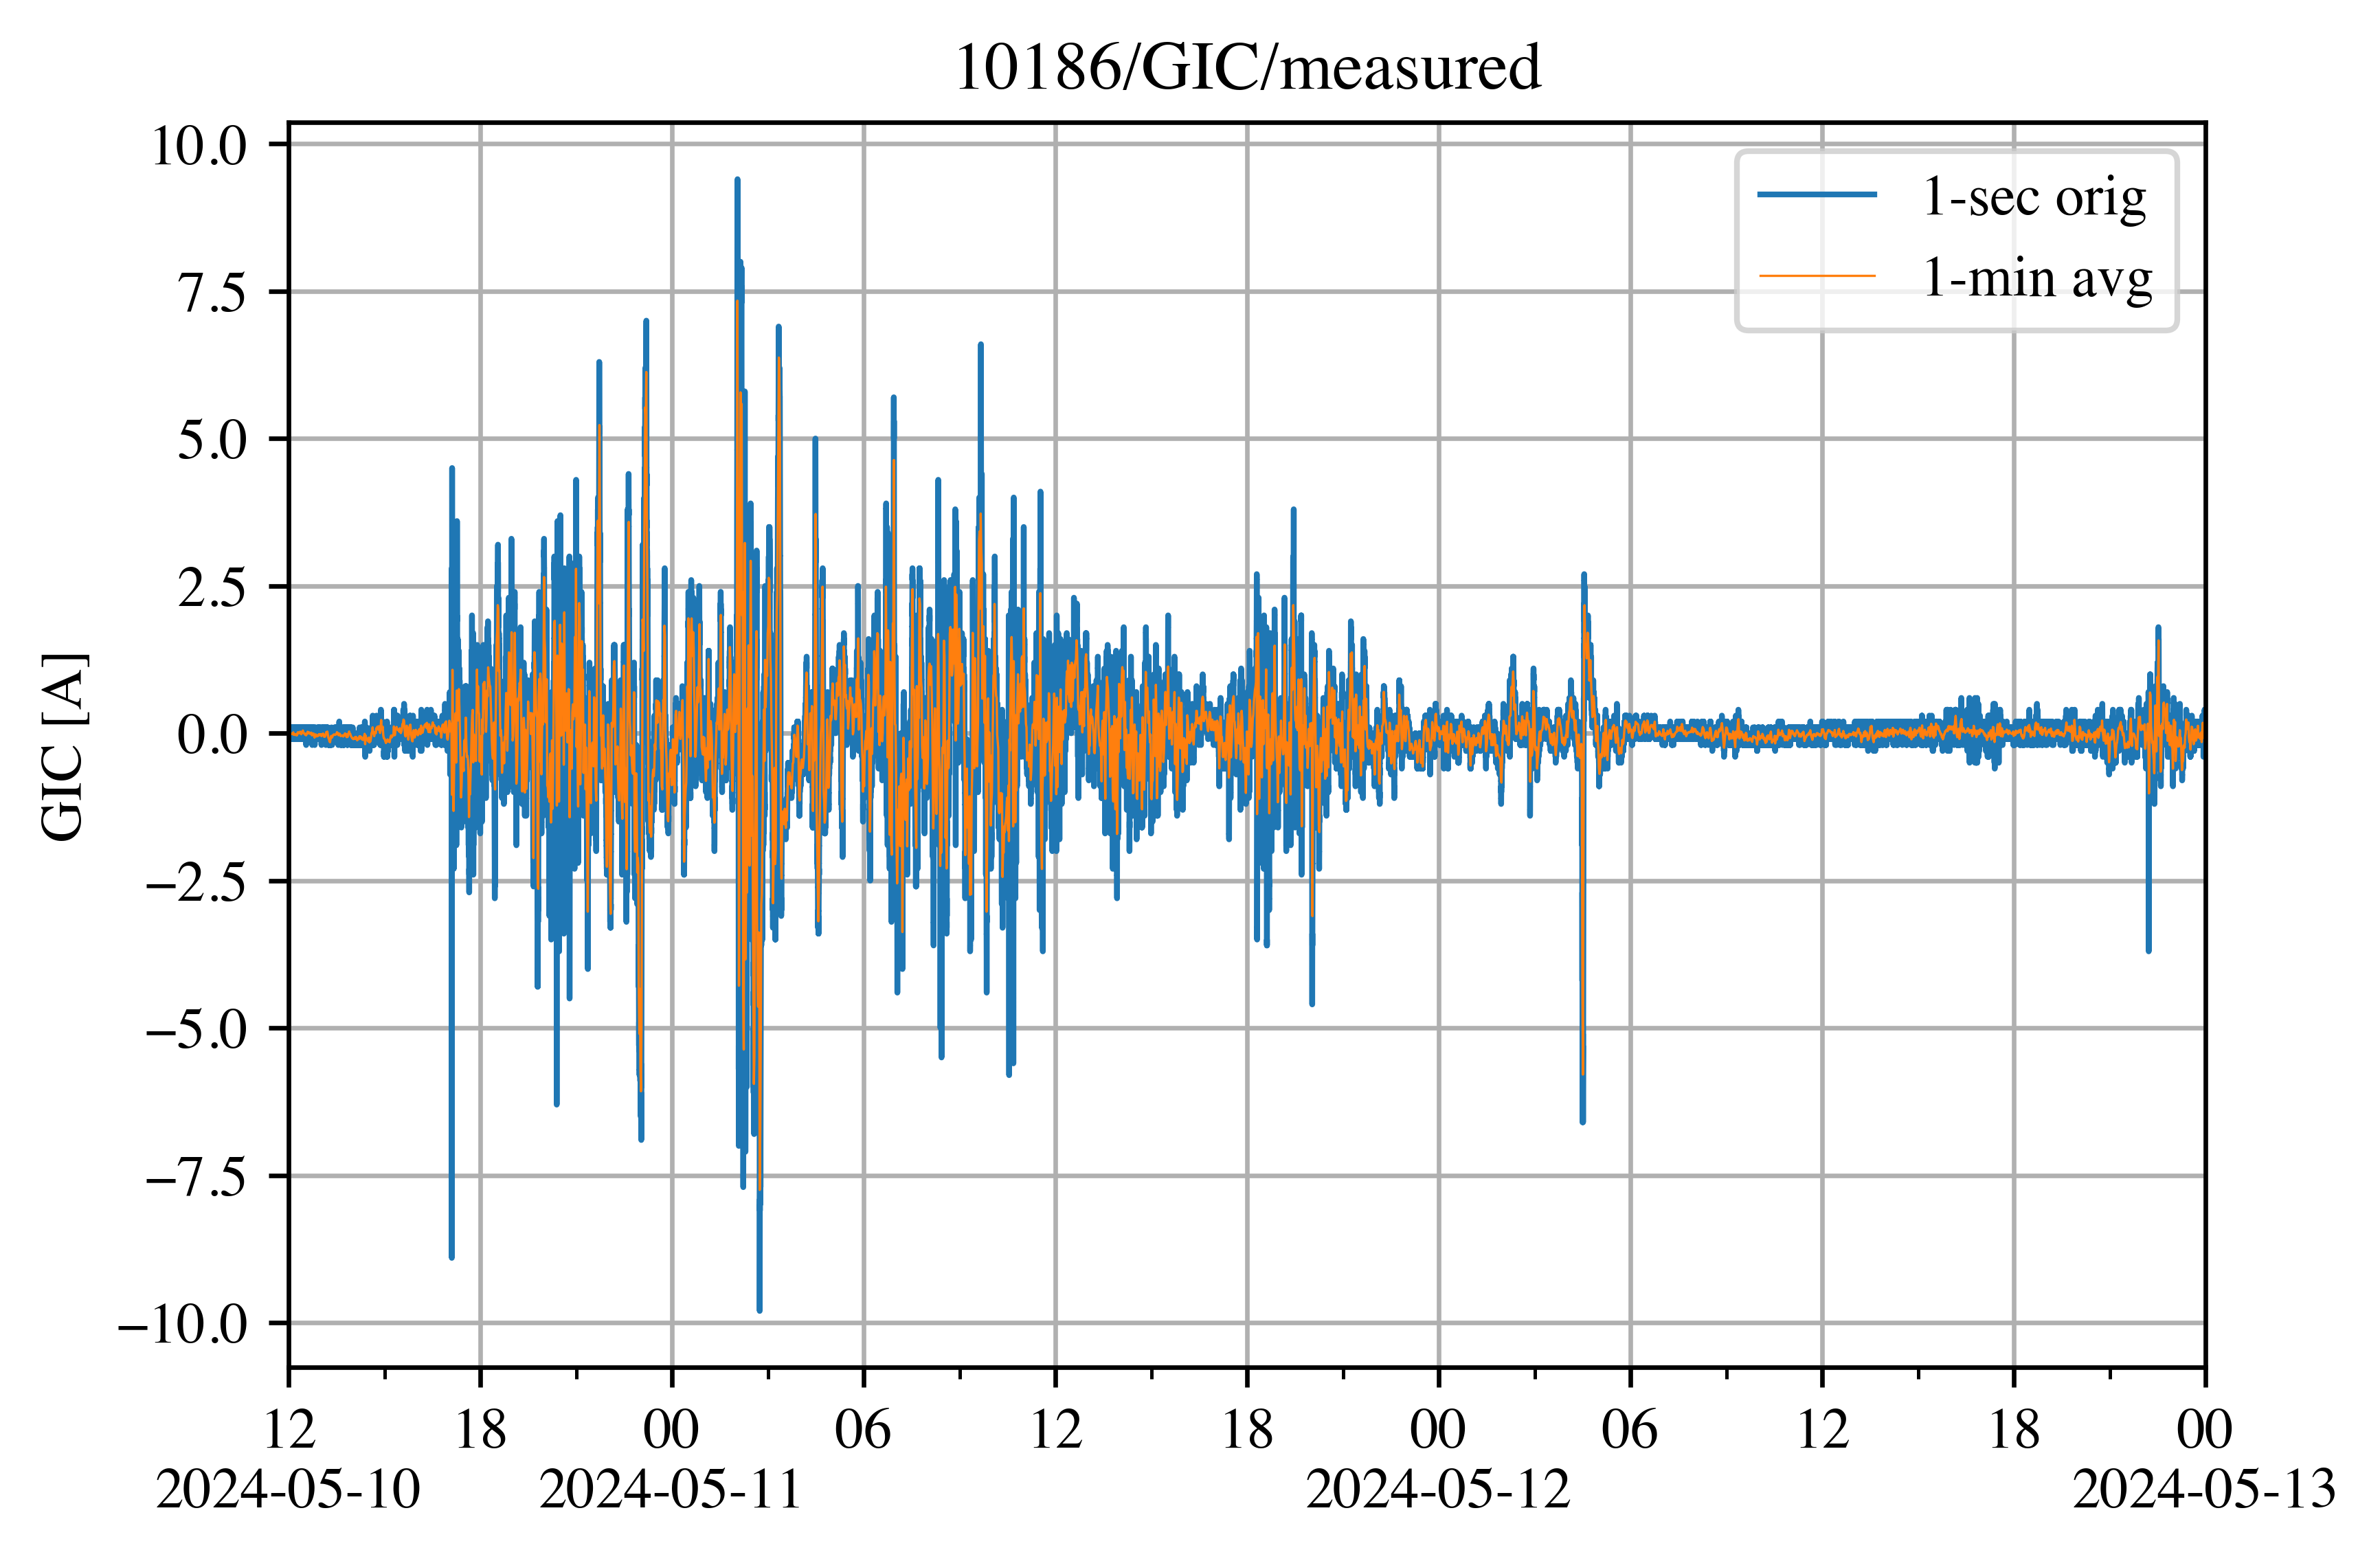 10186/GIC/measured
10.0
7.5
5.0
2.5
0.0
−2.5
−5.0
−7.5
−10.0
GIC [A]
1-sec orig
1-min avg
12 18 00 06 12 18 00 06 12 18 00
2024-05-10 2024-05-11 2024-05-12 2024-05-13